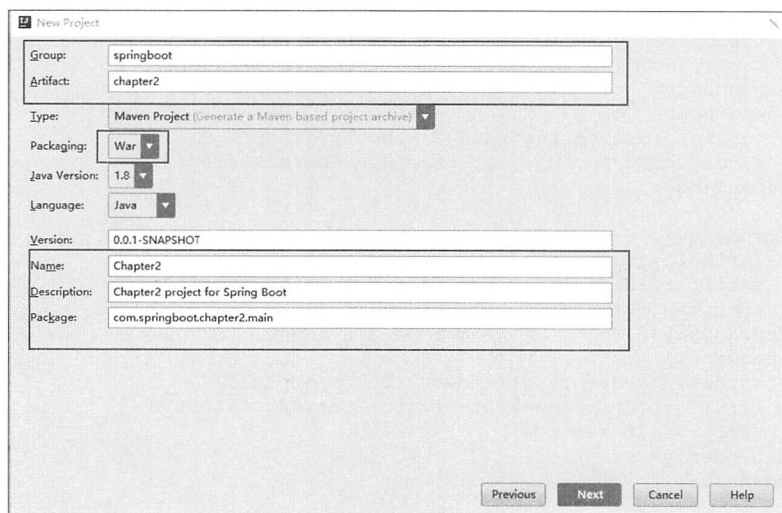 New Project
Group: springboot
Artifact: chapter2
Type: Maven Project (Generate a Maven based project archive)
Packaging: War
Java Version: 1.8
Language: Java
Version: 0.0.1-SNAPSHOT
Name: Chapter2
Description: Chapter2 project for Spring Boot
Package: com.springboot.chapter2.main
Previous Next Cancel Help